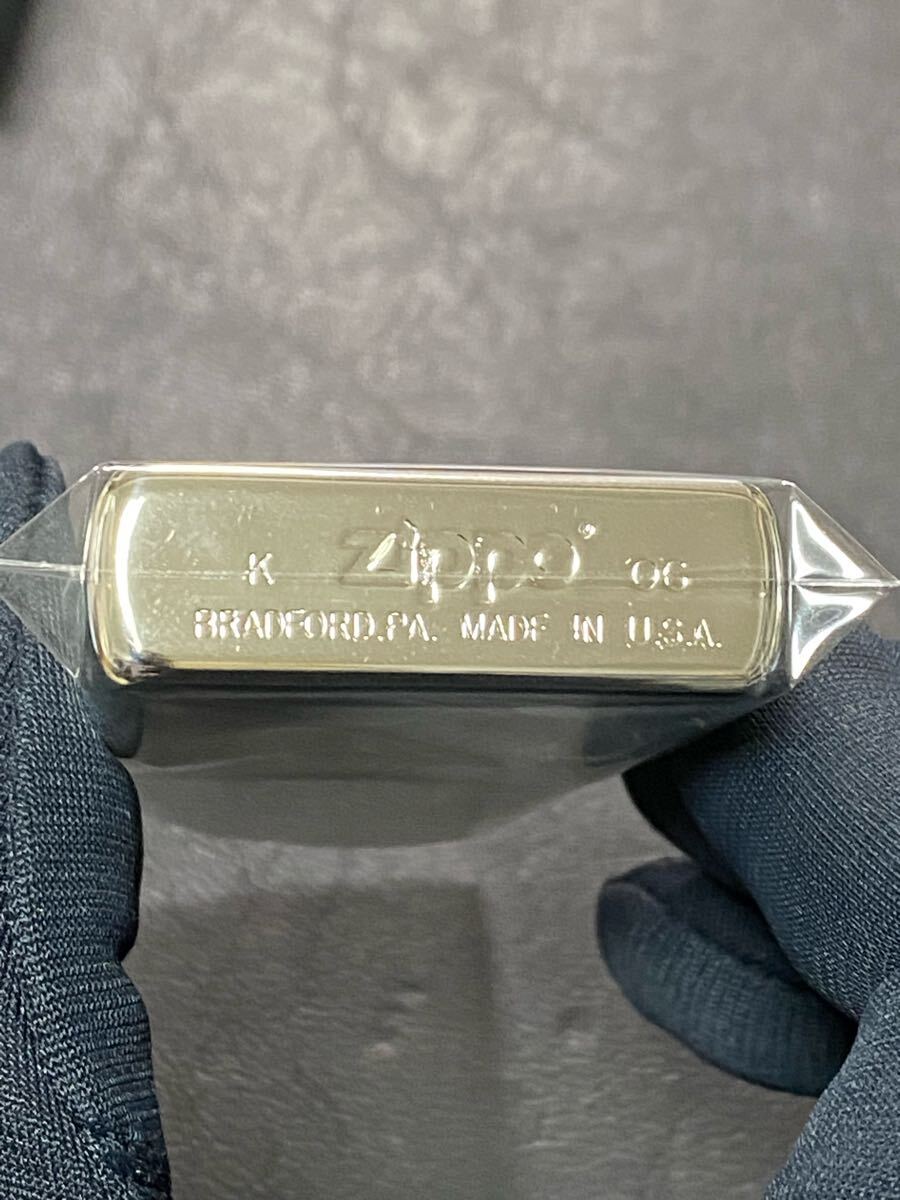 K Zippo® '06
BRADFORD,PA. MADE IN U.S.A.